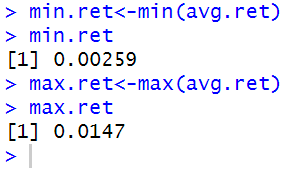 > min.ret<-min(avg.ret)
> min.ret
[1] 0.00259
> max.ret<-max(avg.ret)
> max.ret
[1] 0.0147
>